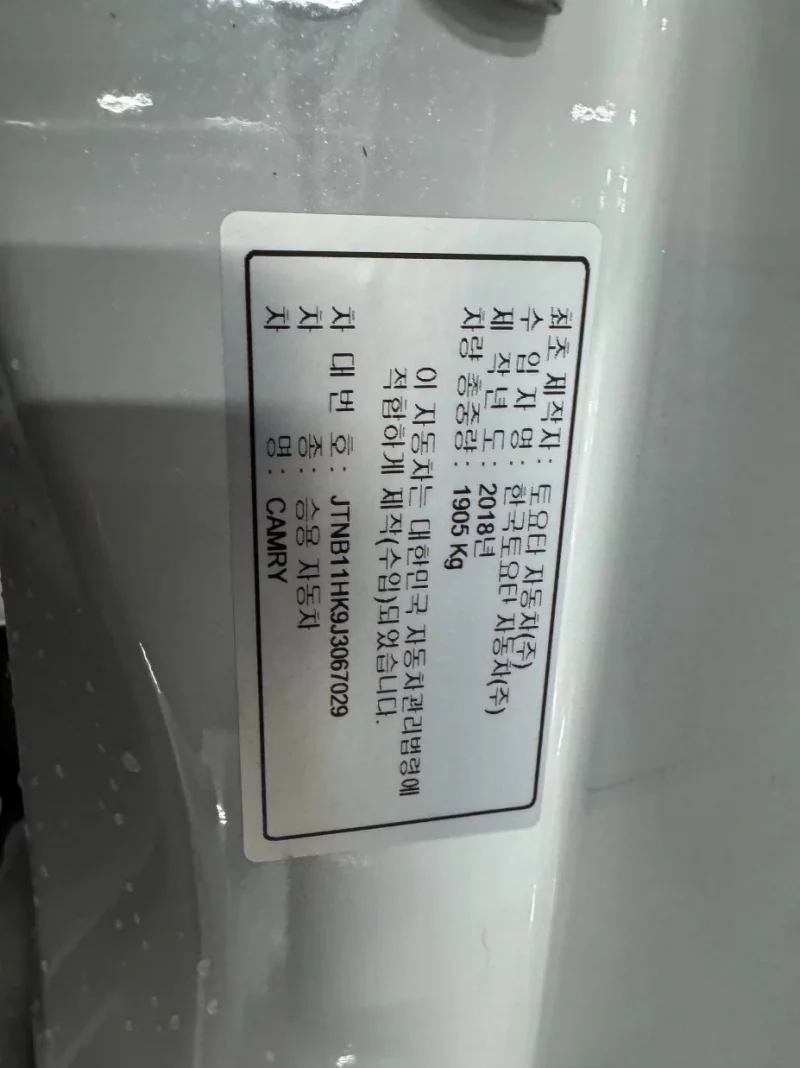 최초 제작자 : 토요타 자동차(주)
수 입 자 명 : 한국토요타 자동차(주)
제 작 년 도 : 2018년
차량 총중량 : 1905 Kg
이 자동차는 대한민국 자동차관리법령에
적합하게 제작(수입)되었습니다.
차 대 번 호 : JTNB11HK9J3067029
차 종 : 승용 자동차
차 명 : CAMRY